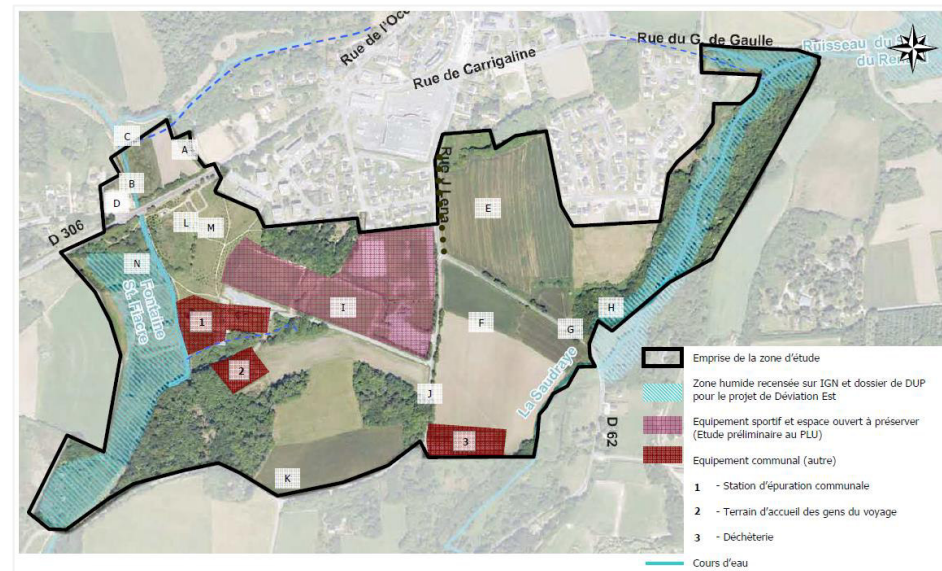 Rue de l'Oce
Rue de Carrigaline
Rue du G. de Gaulle
Ruisseau du
du Re
Rue J Lena
D 306
C
A
B
D
E
L
M
N
Fontaine
St. Fiacre
I
H
1
F
G
2
La Saudraye
J
3
D 62
K
Emprise de la zone d'étude
Zone humide recensée sur IGN et dossier de DUP
pour le projet de Déviation Est
Equipement sportif et espace ouvert à préserver
(Etude préliminaire au PLU)
Equipement communal (autre)
1 - Station d'épuration communale
2 - Terrain d'accueil des gens du voyage
3 - Déchèterie
Cours d'eau